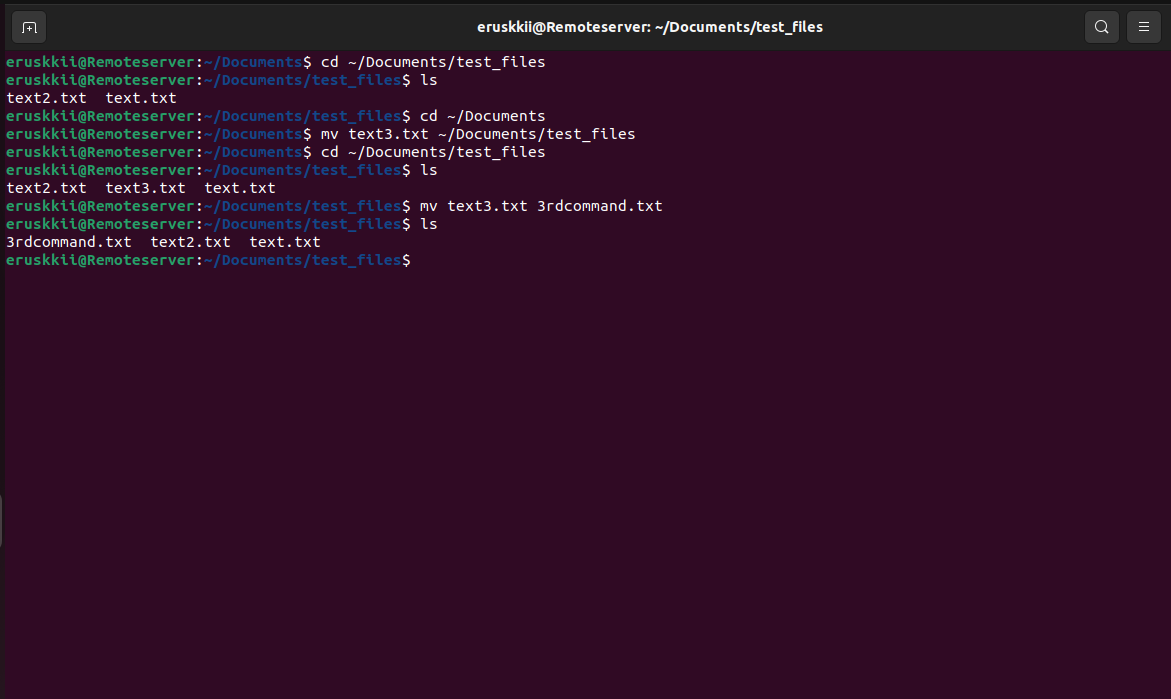 eruskkii@Remoteserver: ~/Documents/test_files
eruskkii@Remoteserver:~/Documents$ cd ~/Documents/test_files
eruskkii@Remoteserver:~/Documents/test_files$ ls
text2.txt  text.txt
eruskkii@Remoteserver:~/Documents/test_files$ cd ~/Documents
eruskkii@Remoteserver:~/Documents$ mv text3.txt ~/Documents/test_files
eruskkii@Remoteserver:~/Documents$ cd ~/Documents/test_files
eruskkii@Remoteserver:~/Documents/test_files$ ls
text2.txt  text3.txt  text.txt
eruskkii@Remoteserver:~/Documents/test_files$ mv text3.txt 3rdcommand.txt
eruskkii@Remoteserver:~/Documents/test_files$ ls
3rdcommand.txt  text2.txt  text.txt
eruskkii@Remoteserver:~/Documents/test_files$